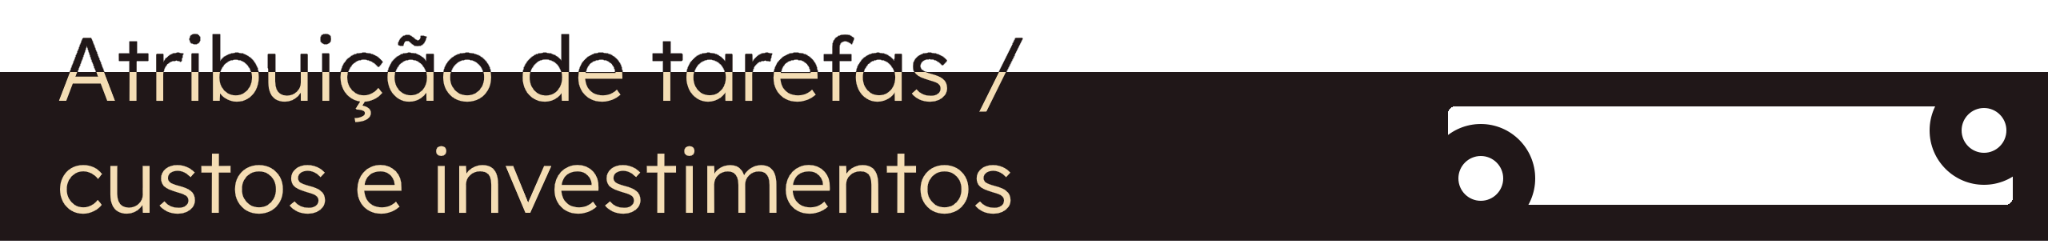 Atribuição de tarefas /
custos e investimentos